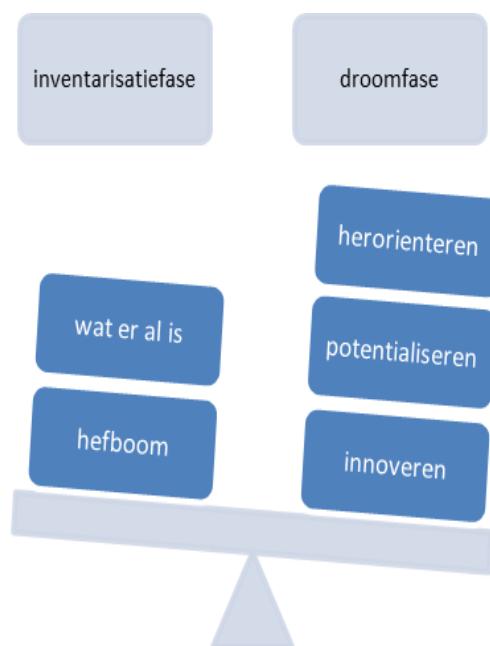 inventarisatiefase
droomfase
herorienteren
wat er al is
potentialiseren
hefboom
innoveren